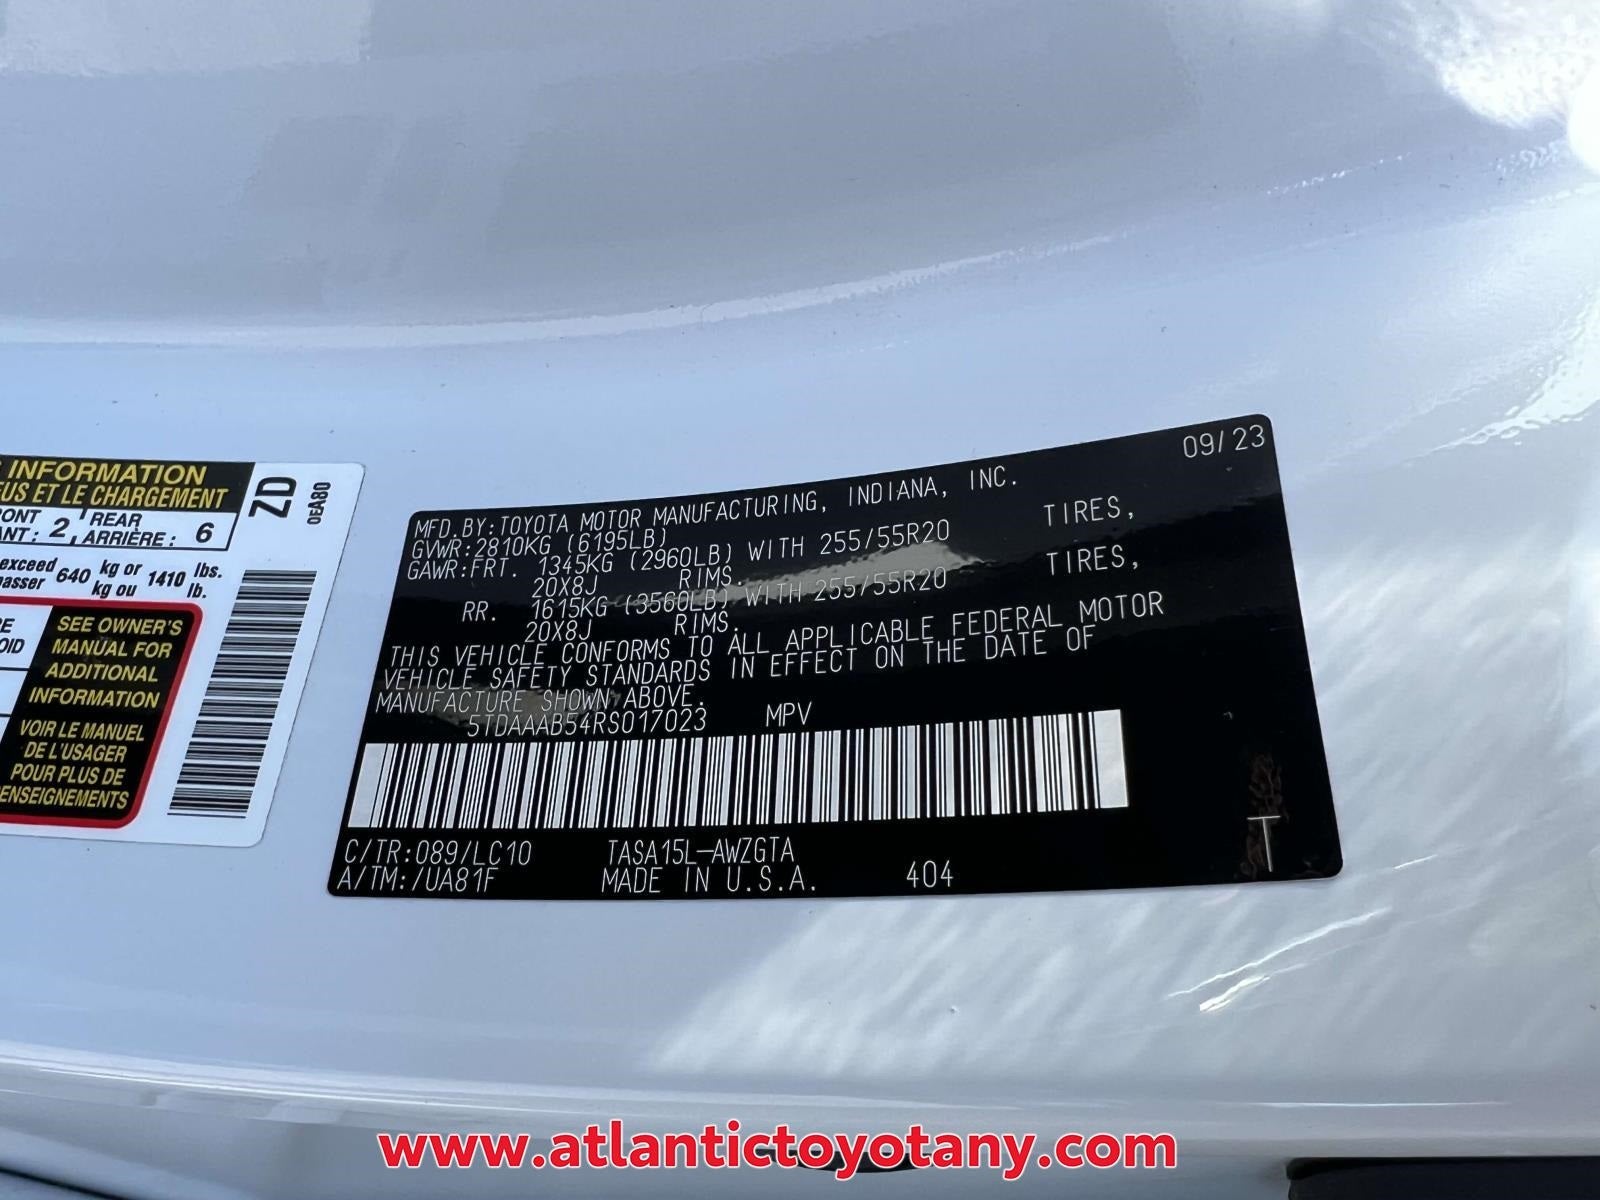 INFORMATION
EUS ET LE CHARGEMENT
ZD
0EA80
2
REAR
ARRIÈRE : 6
exceed 640 kg or 1410 lbs.
kg ou lb.
SEE OWNER'S
MANUAL FOR
ADDITIONAL
INFORMATION
VOIR LE MANUEL
DE L'USAGER
POUR PLUS DE
ENSEIGNEMENTS
09/23
MFD.BY:TOYOTA MOTOR MANUFACTURING, INDIANA, INC.
GVWR:2810KG (6195LB)
GAWR:FRT. 1345KG (2960LB) WITH 255/55R20 TIRES,
20X8J RIMS.
RR. 1615KG (3560LB) WITH 255/55R20 TIRES,
20X8J RIMS.
THIS VEHICLE CONFORMS TO ALL APPLICABLE FEDERAL MOTOR
VEHICLE SAFETY STANDARDS IN EFFECT ON THE DATE OF
MANUFACTURE SHOWN ABOVE.
5TDAAAB54RS017023 MPV
C/TR:089/LC10 TASA15L-AWZGTA
A/TM:/UA81F MADE IN U.S.A. 404
T
www.atlantictoyotany.com